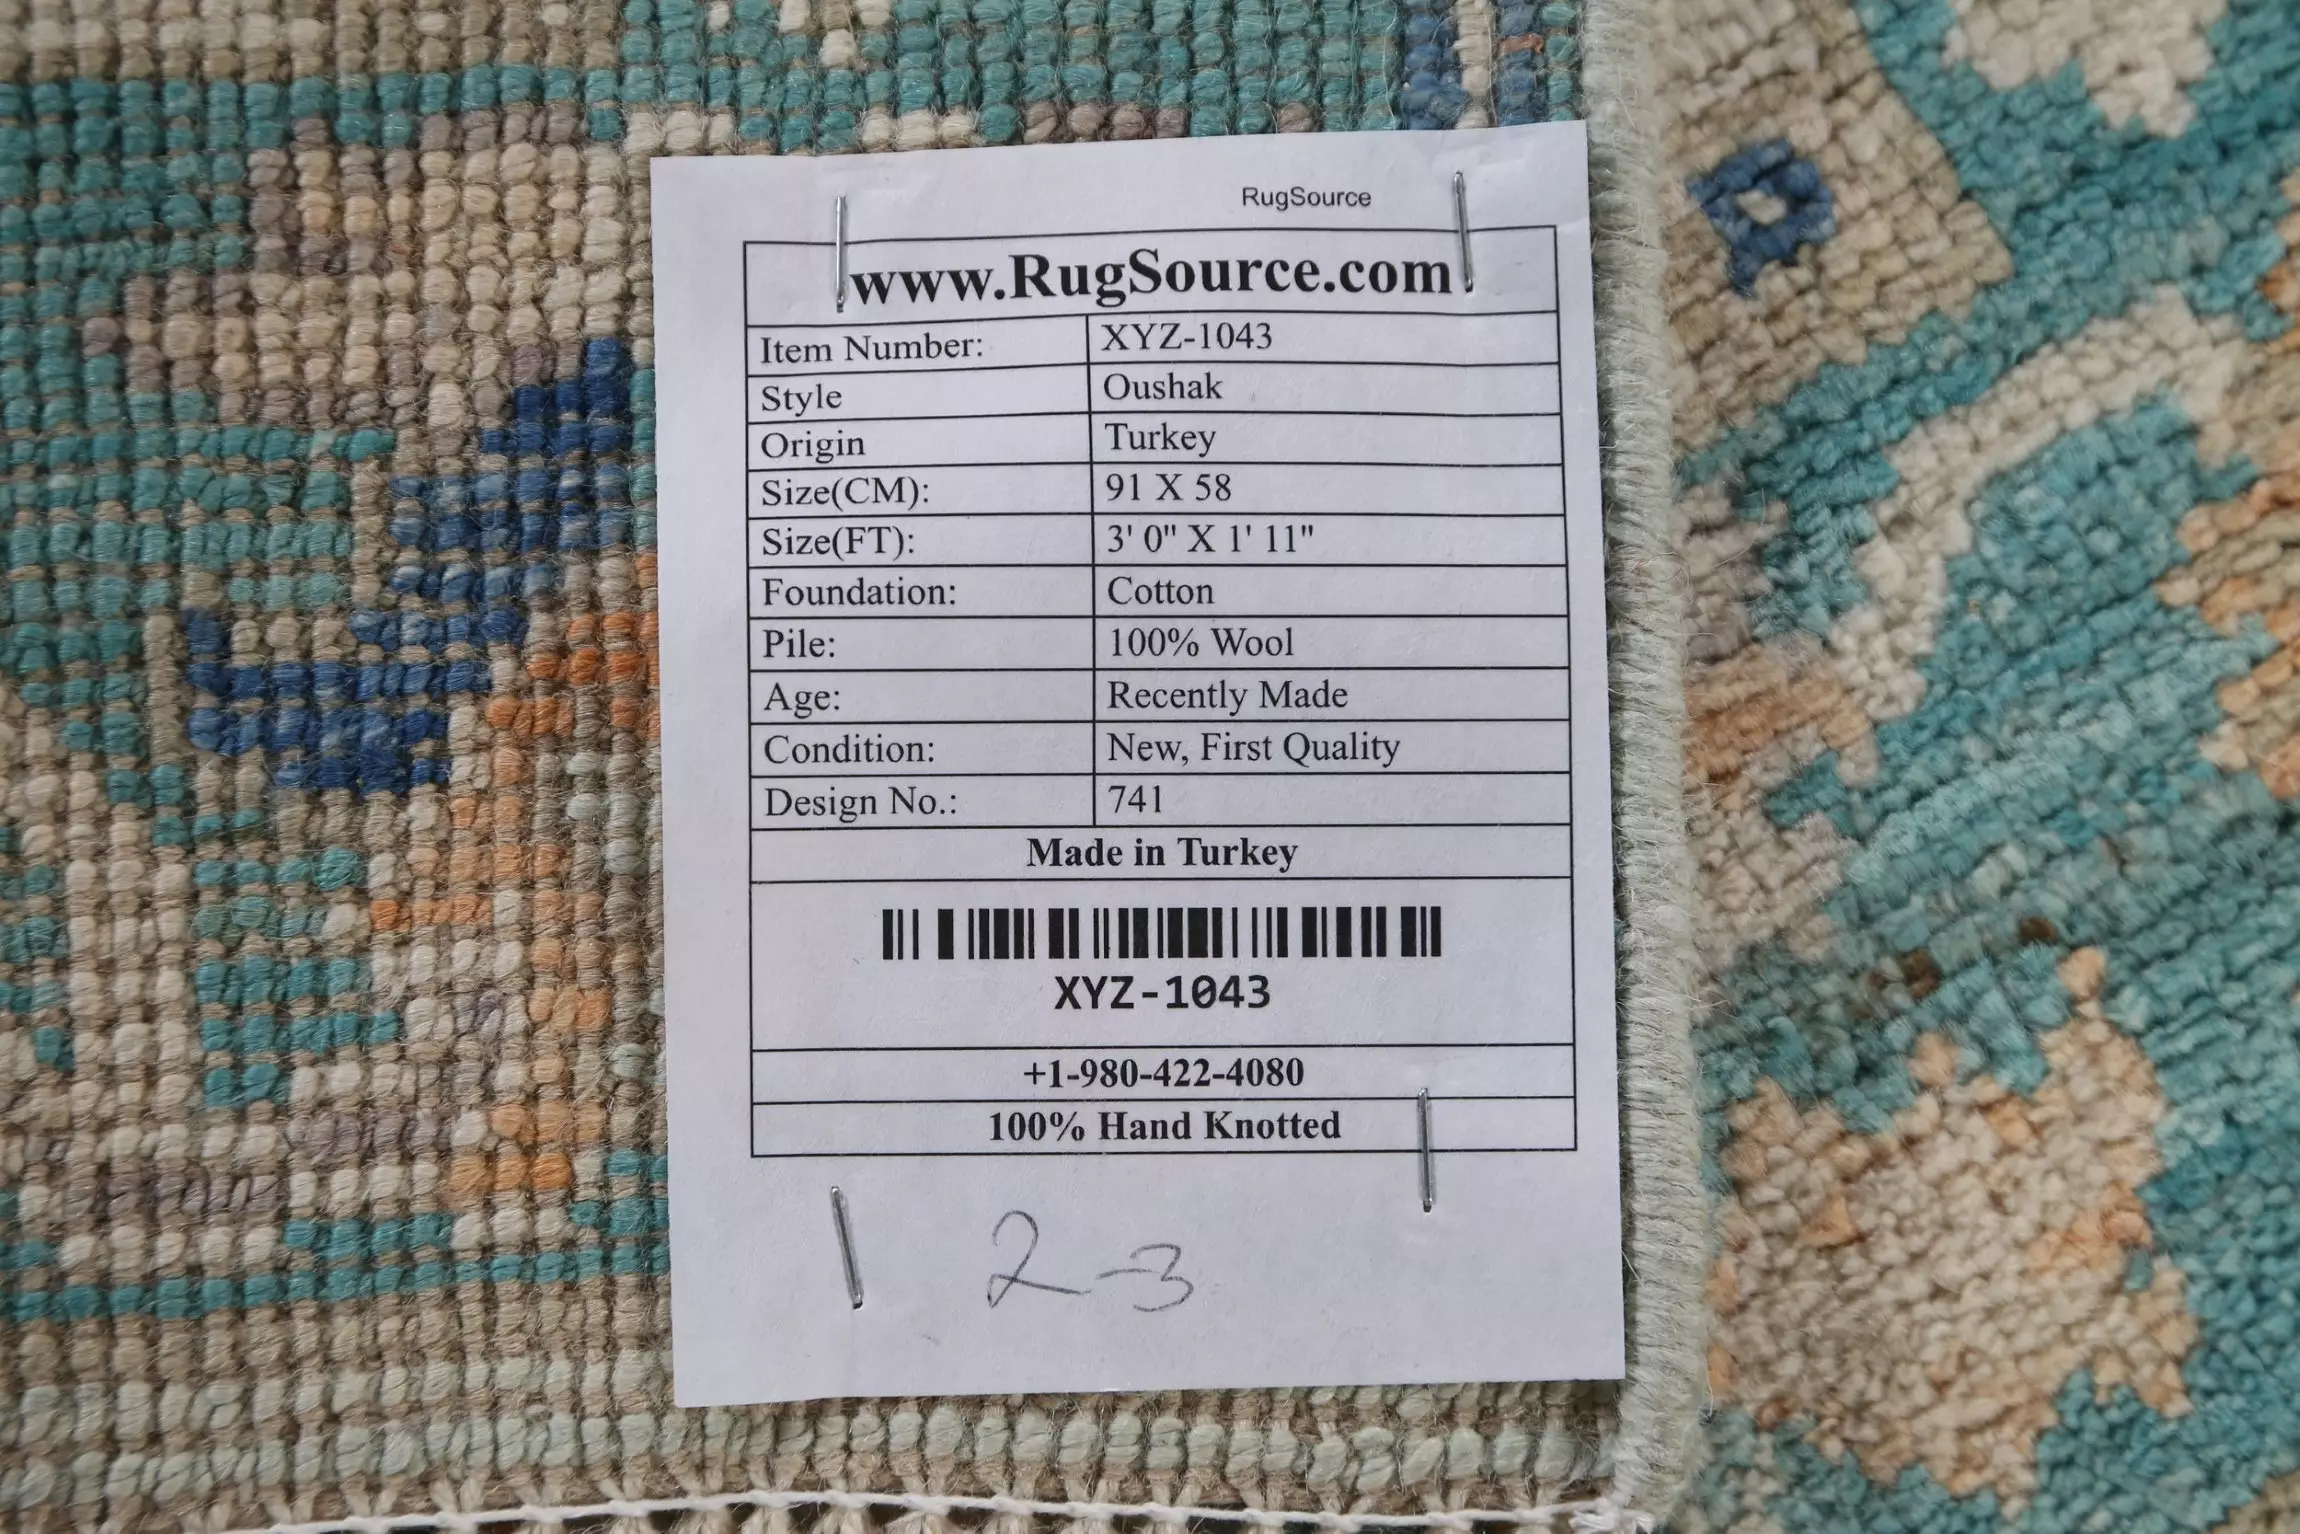 RugSource
www.RugSource.com
Item Number: XYZ-1043
Style Oushak
Origin Turkey
Size(CM): 91 X 58
Size(FT): 3' 0" X 1' 11"
Foundation: Cotton
Pile: 100% Wool
Age: Recently Made
Condition: New, First Quality
Design No.: 741
Made in Turkey
XYZ-1043
+1-980-422-4080
100% Hand Knotted
2-3